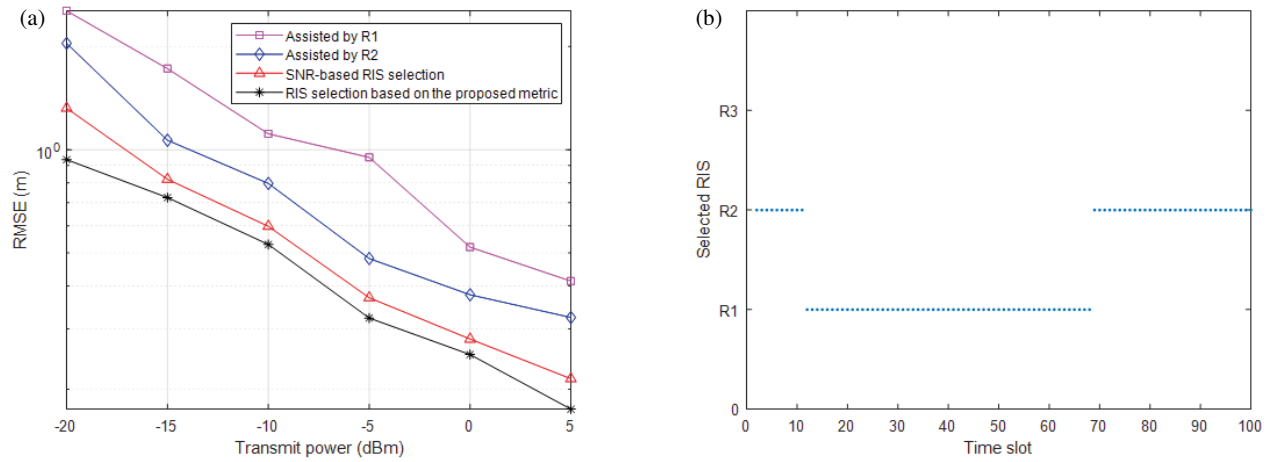 (a)
Assisted by R1
Assisted by R2
SNR-based RIS selection
RIS selection based on the proposed metric
10^0
RMSE (m)
-20 -15 -10 -5 0 5
Transmit power (dBm)
(b)
R3
R2
R1
0
Selected RIS
0 10 20 30 40 50 60 70 80 90 100
Time slot